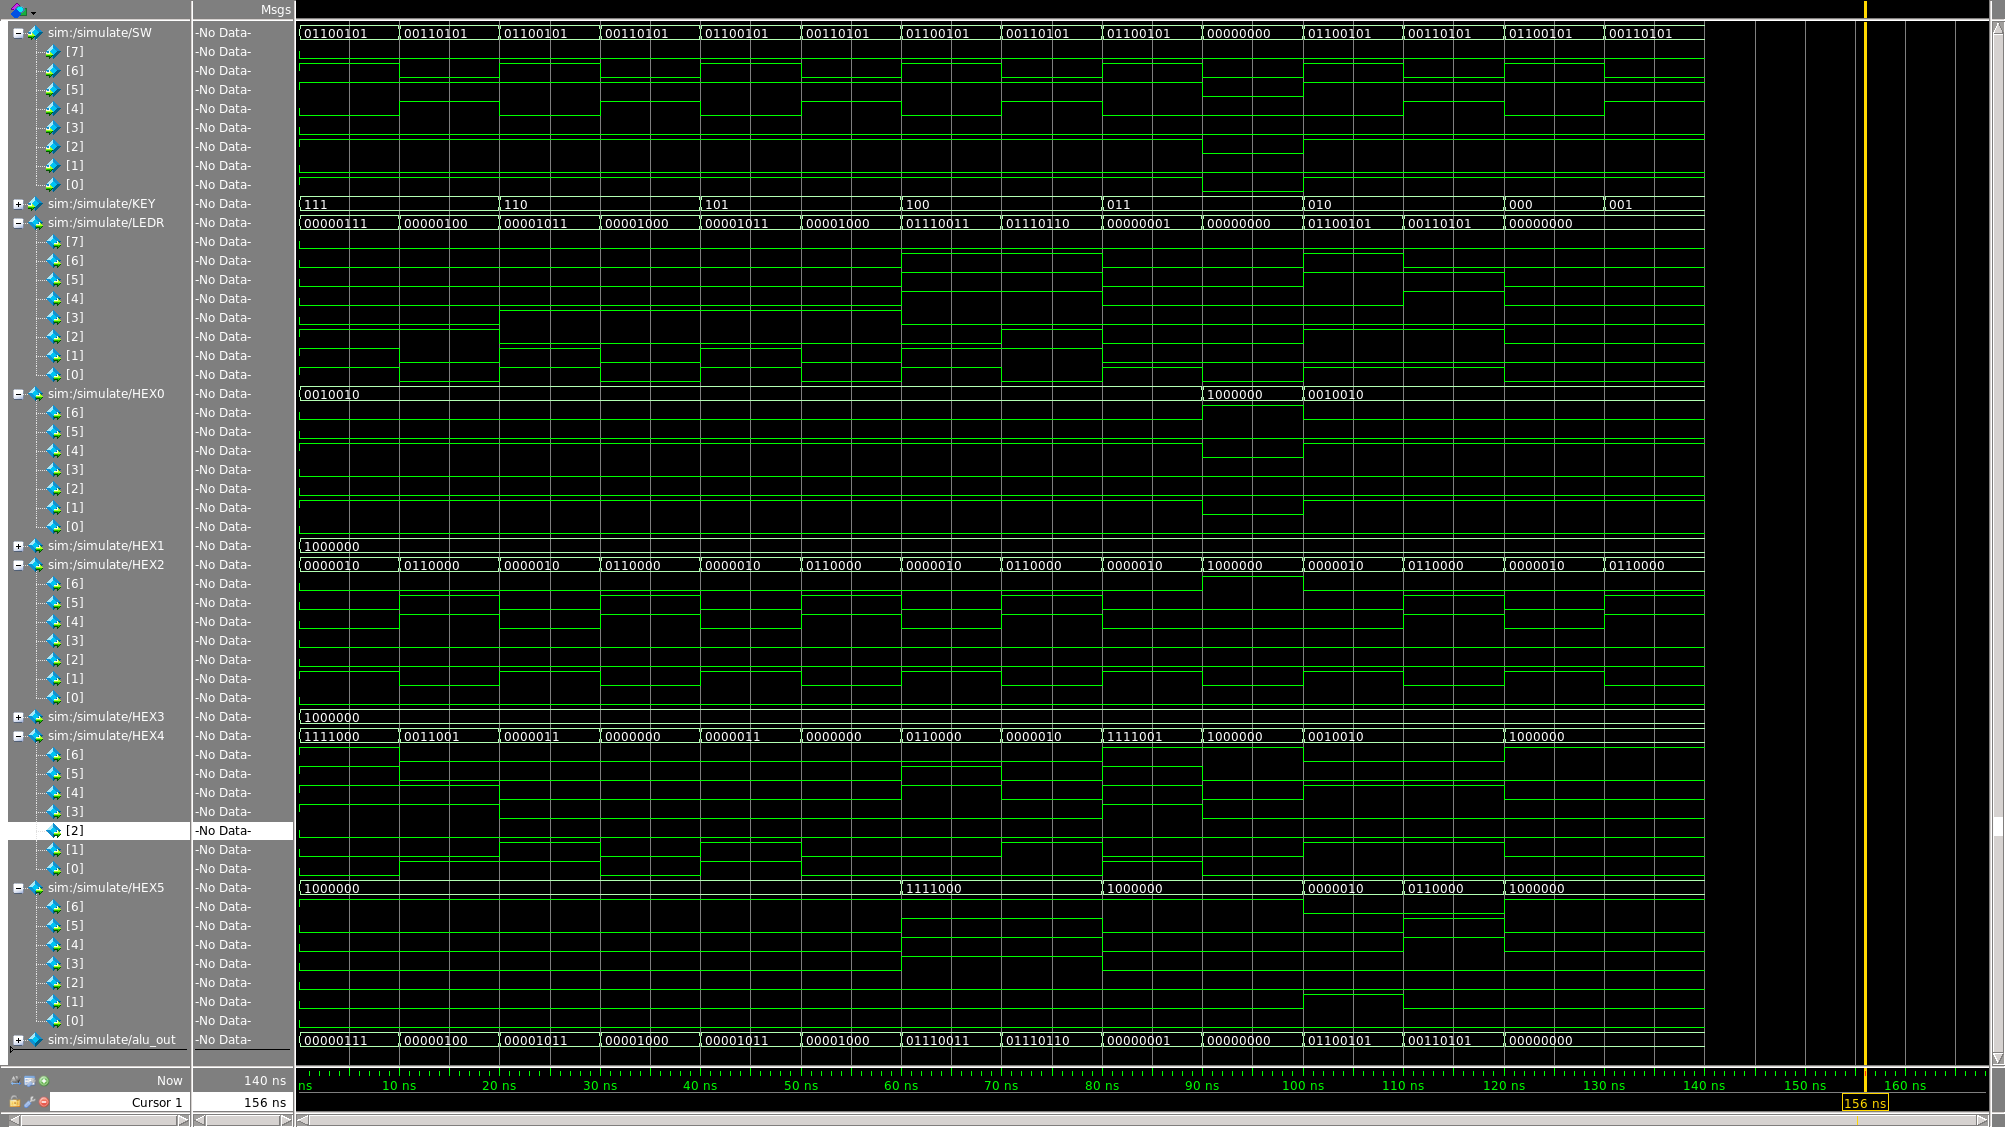 Msgs
sim:/simulate/SW -No Data- 01100101 00110101 01100101 00110101 01100101 00110101 01100101 00110101 01100101 00000000 01100101 00110101 01100101 00110101
[7] -No Data-
[6] -No Data-
[5] -No Data-
[4] -No Data-
[3] -No Data-
[2] -No Data-
[1] -No Data-
[0] -No Data-
sim:/simulate/KEY -No Data- 111 110 101 100 011 010 000 001
sim:/simulate/LEDR -No Data- 00000111 00000100 00001011 00001000 00001011 00001000 01110011 01110110 00000001 00000000 01100101 00110101 00000000
[7] -No Data-
[6] -No Data-
[5] -No Data-
[4] -No Data-
[3] -No Data-
[2] -No Data-
[1] -No Data-
[0] -No Data-
sim:/simulate/HEX0 -No Data- 0010010 1000000 0010010
[6] -No Data-
[5] -No Data-
[4] -No Data-
[3] -No Data-
[2] -No Data-
[1] -No Data-
[0] -No Data-
sim:/simulate/HEX1 -No Data- 1000000
sim:/simulate/HEX2 -No Data- 0000010 0110000 0000010 0110000 0000010 0110000 0000010 0110000 0000010 1000000 0000010 0110000 0000010 0110000
[6] -No Data-
[5] -No Data-
[4] -No Data-
[3] -No Data-
[2] -No Data-
[1] -No Data-
[0] -No Data-
sim:/simulate/HEX3 -No Data- 1000000
sim:/simulate/HEX4 -No Data- 1111000 0011001 0000011 0000000 0000011 0000000 0110000 0000010 1111001 1000000 0010010 1000000
[6] -No Data-
[5] -No Data-
[4] -No Data-
[3] -No Data-
[2] -No Data-
[1] -No Data-
[0] -No Data-
sim:/simulate/HEX5 -No Data- 1000000 1111000 1000000 0000010 0110000 1000000
[6] -No Data-
[5] -No Data-
[4] -No Data-
[3] -No Data-
[2] -No Data-
[1] -No Data-
[0] -No Data-
sim:/simulate/alu_out -No Data- 00000111 00000100 00001011 00001000 00001011 00001000 01110011 01110110 00000001 00000000 01100101 00110101 00000000
Now 140 ns ns 10 ns 20 ns 30 ns 40 ns 50 ns 60 ns 70 ns 80 ns 90 ns 100 ns 110 ns 120 ns 130 ns 140 ns 150 ns 160 ns
Cursor 1 156 ns 156 ns